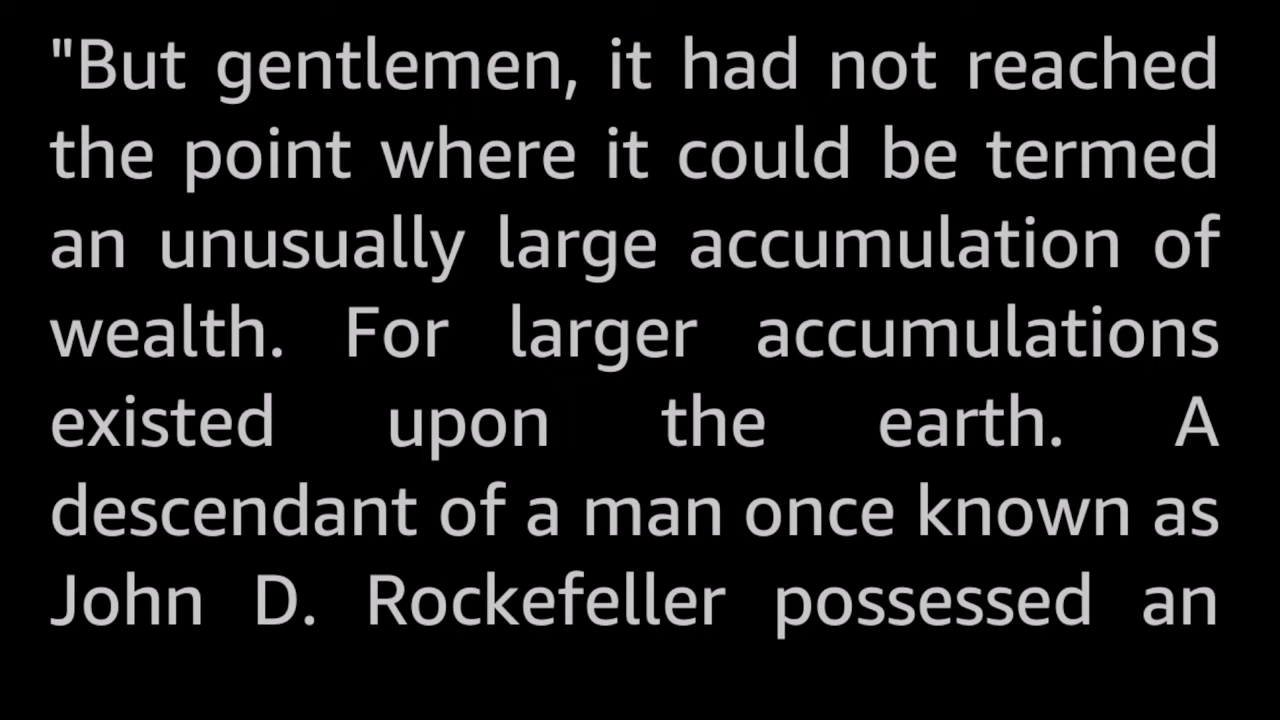 "But gentlemen, it had not reached
the point where it could be termed
an unusually large accumulation of
wealth. For larger accumulations
existed upon the earth. A
descendant of a man once known as
John D. Rockefeller possessed an